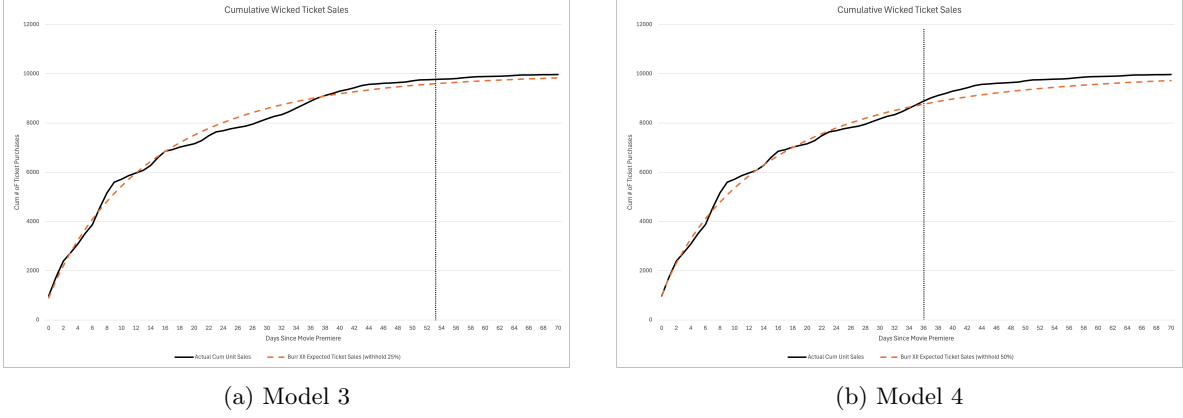 Cumulative Wicked Ticket Sales
12000
10000
8000
6000
4000
2000
0
Cum # of Ticket Purchases
0 2 4 6 8 10 12 14 16 18 20 22 24 26 28 30 32 34 36 38 40 42 44 46 48 50 52 54 56 58 60 62 64 66 68 70
Days Since Movie Premiere
Actual Cum Unit Sales Burr XII Expected Ticket Sales (withhold 25%)
(a) Model 3
Cumulative Wicked Ticket Sales
12000
10000
8000
6000
4000
2000
0
Cum # of Ticket Purchases
0 2 4 6 8 10 12 14 16 18 20 22 24 26 28 30 32 34 36 38 40 42 44 46 48 50 52 54 56 58 60 62 64 66 68 70
Days Since Movie Premiere
Actual Cum Unit Sales Burr XII Expected Ticket Sales (withhold 50%)
(b) Model 4